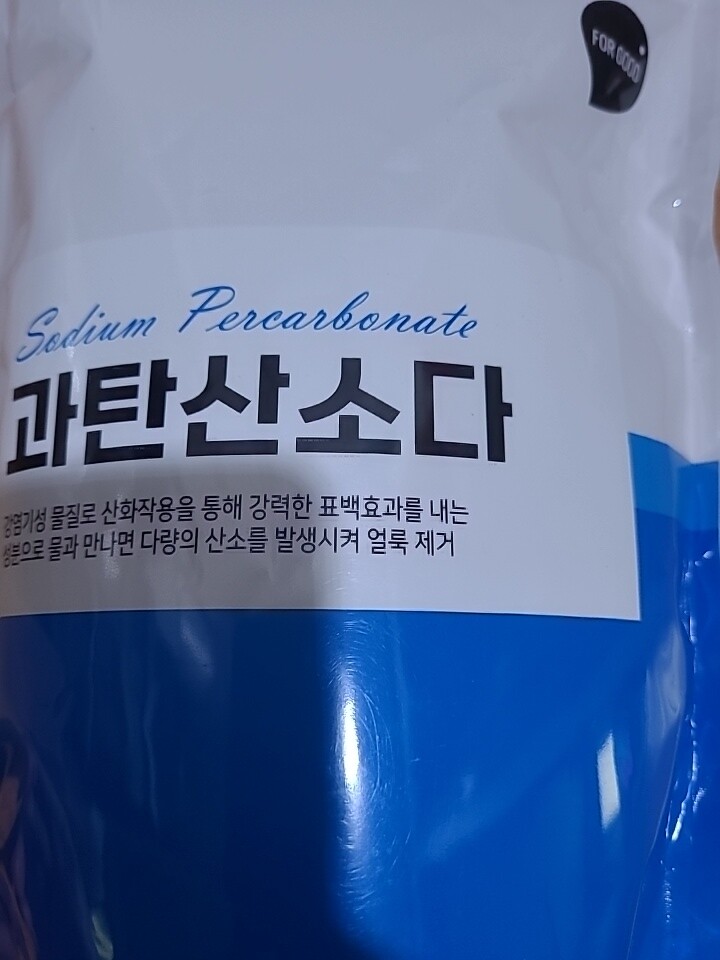 FOR GOOD
Sodium Percarbonate
과탄산소다
강염기성 물질로 산화작용을 통해 강력한 표백효과를 내는
성분으로 물과 만나면 다량의 산소를 발생시켜 얼룩 제거